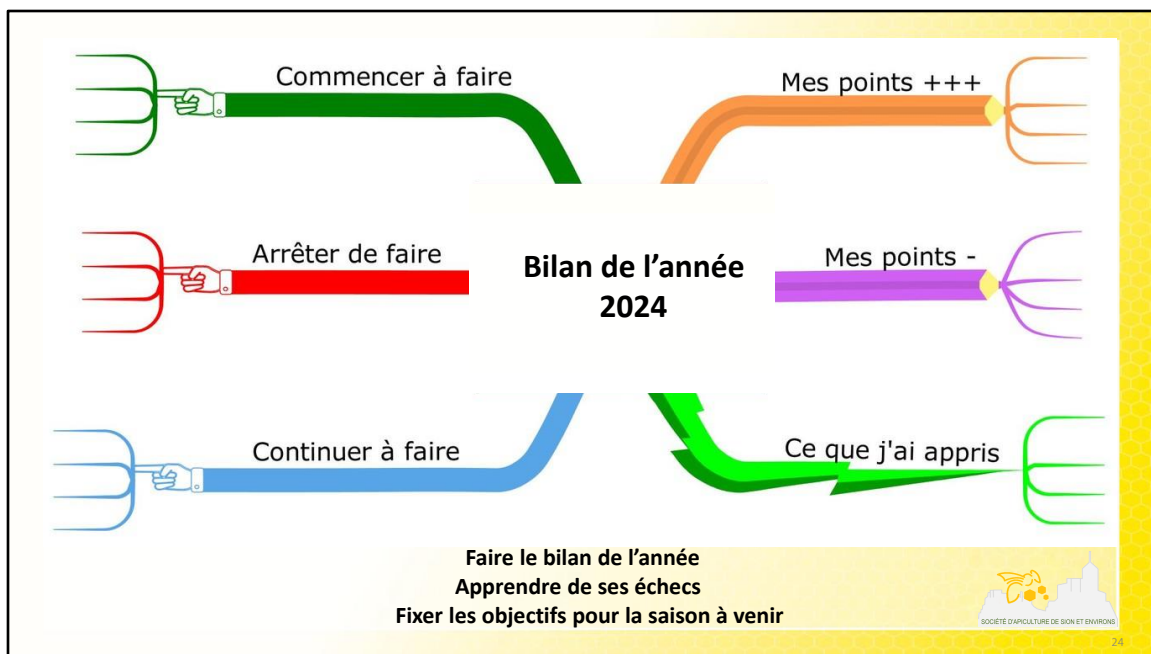 Commencer à faire
Mes points +++
Arrêter de faire
Bilan de l’année
2024
Mes points -
Continuer à faire
Ce que j'ai appris
Faire le bilan de l’année
Apprendre de ses échecs
Fixer les objectifs pour la saison à venir
SOCIÉTÉ D'APICULTURE DE SION ET ENVIRONS
24